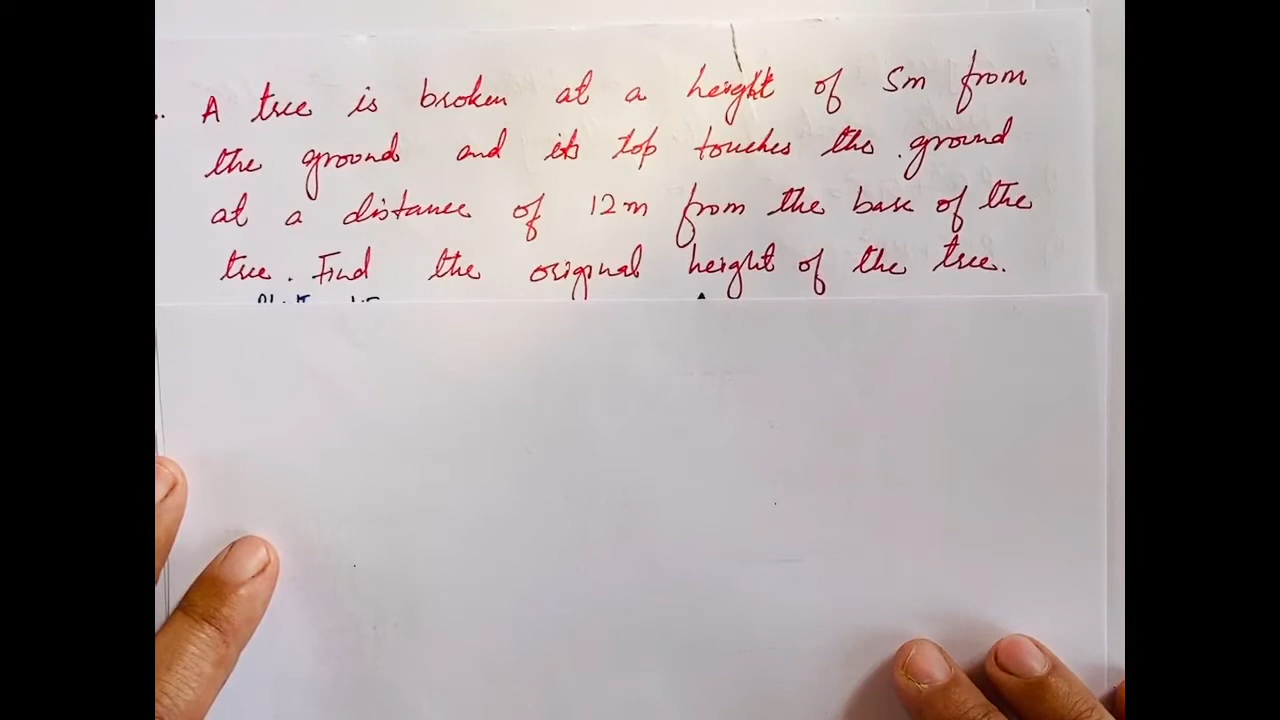 A tree is broken at a height of 5m from
the ground and its top touches the ground
at a distance of 12m from the base of the
tree. Find the original height of the tree.